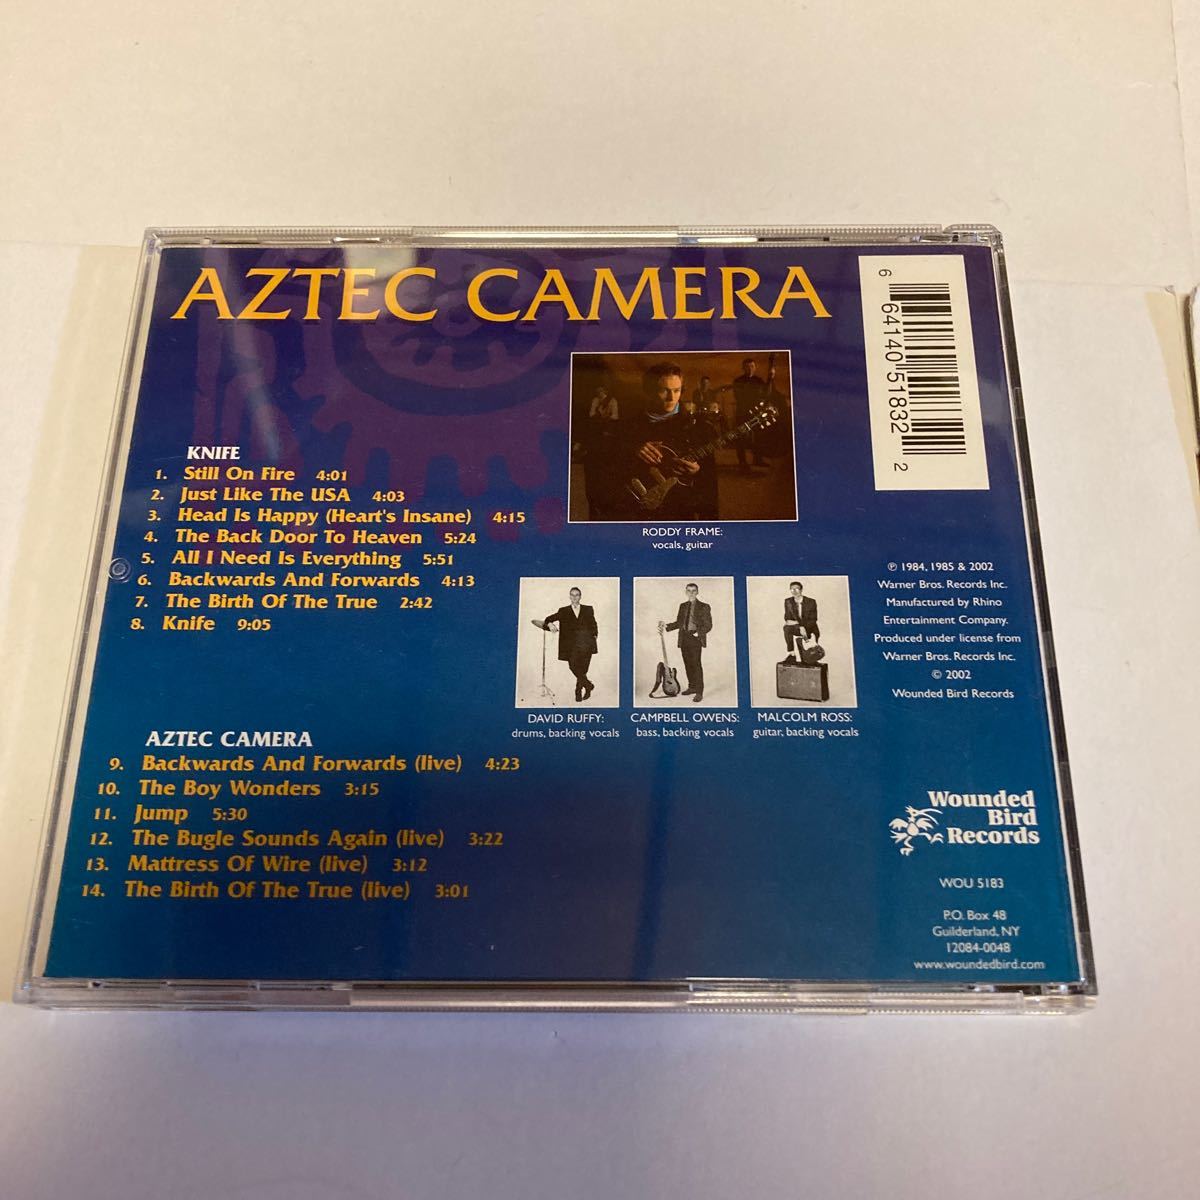 AZTEC CAMERA
KNIFE
1. Still On Fire 4:01
2. Just Like The USA 4:03
3. Head Is Happy (Heart's Insane) 4:15
4. The Back Door To Heaven 5:24
5. All I Need Is Everything 5:51
6. Backwards And Forwards 4:13
7. The Birth Of The True 2:42
8. Knife 9:05
AZTEC CAMERA
9. Backwards And Forwards (live) 4:23
10. The Boy Wonders 3:15
11. Jump 5:30
12. The Bugle Sounds Again (live) 3:22
13. Mattress Of Wire (live) 3:12
14. The Birth Of The True (live) 3:01
RODDY FRAME:
vocals, guitar
DAVID RUFFY:
drums, backing vocals
CAMPBELL OWENS:
bass, backing vocals
MALCOLM ROSS:
guitar, backing vocals
6 64140 51832 2
℗ 1984, 1985 & 2002
Warner Bros. Records Inc.
Manufactured by Rhino
Entertainment Company.
Produced under license from
Warner Bros. Records Inc.
© 2002
Wounded Bird Records
Wounded
Bird
Records
WOU 5183
P.O. Box 48
Guilderland, NY
12084-0048
www.woundedbird.com